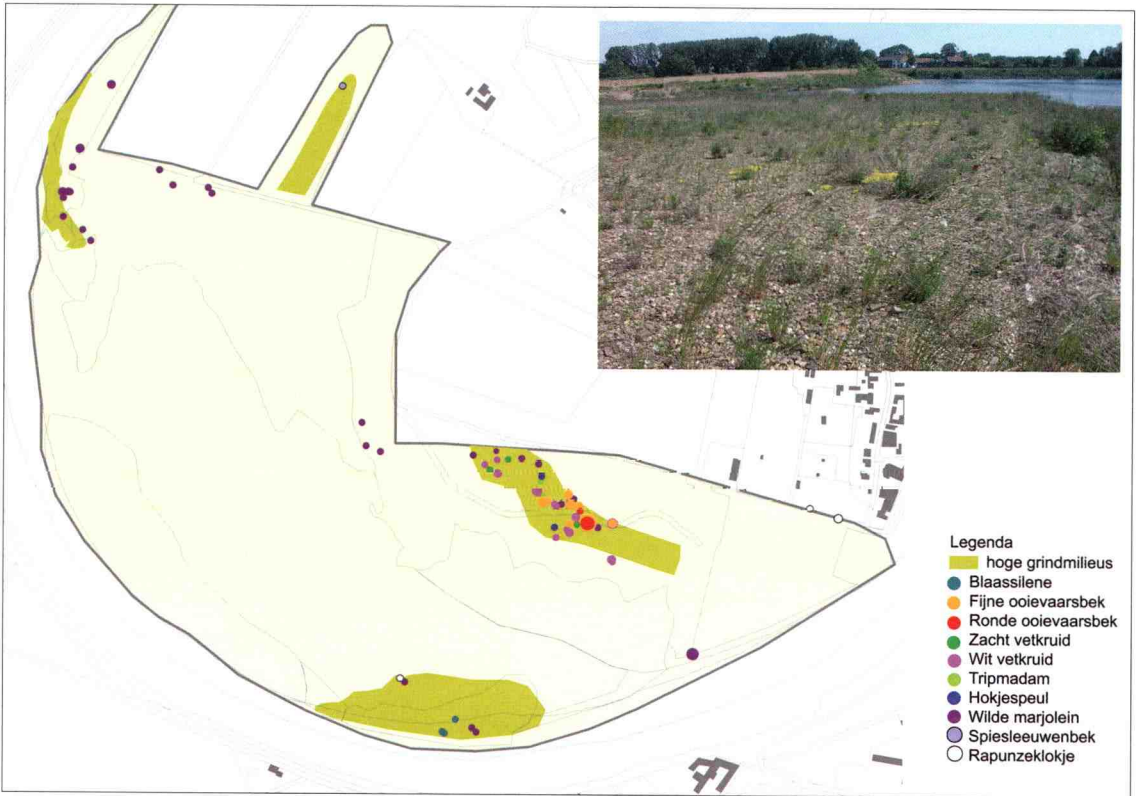 Legenda
hoge grindmilieus
Blaassilene
Fijne ooievaarsbek
Ronde ooievaarsbek
Zacht vetkruid
Wit vetkruid
Tripmadam
Hokjespeul
Wilde marjolein
Spiesleeuwenbek
Rapunzeklokje